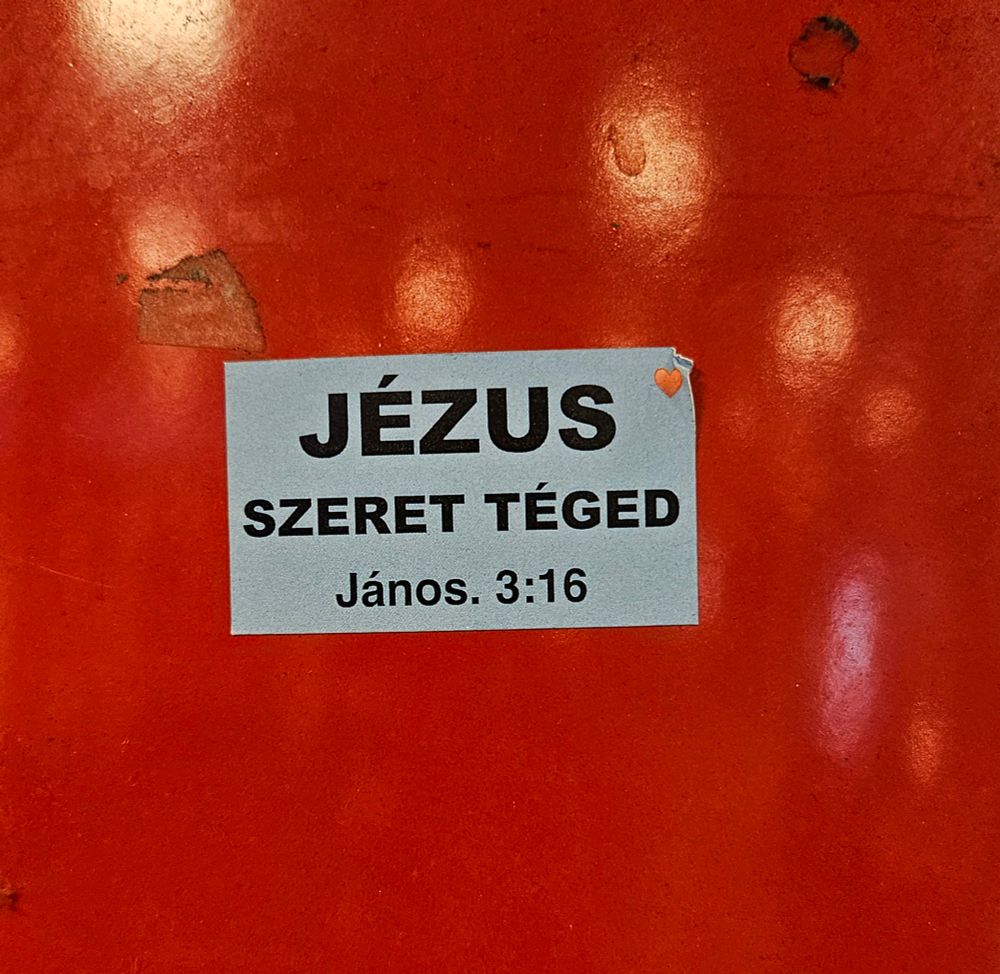 JÉZUS
SZERET TÉGED
János. 3:16